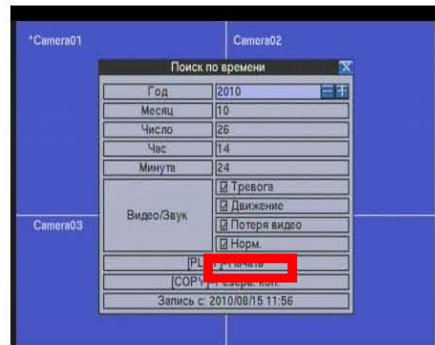 *Camera01
Camera02
Поиск по времени
Год 2010
Месяц 10
Число 26
Час 14
Минута 24
Видео/Звук
Тревога
Движение
Потеря видео
Норм.
Camera03
[COPY]
Запись с: 2010/08/15 11:56